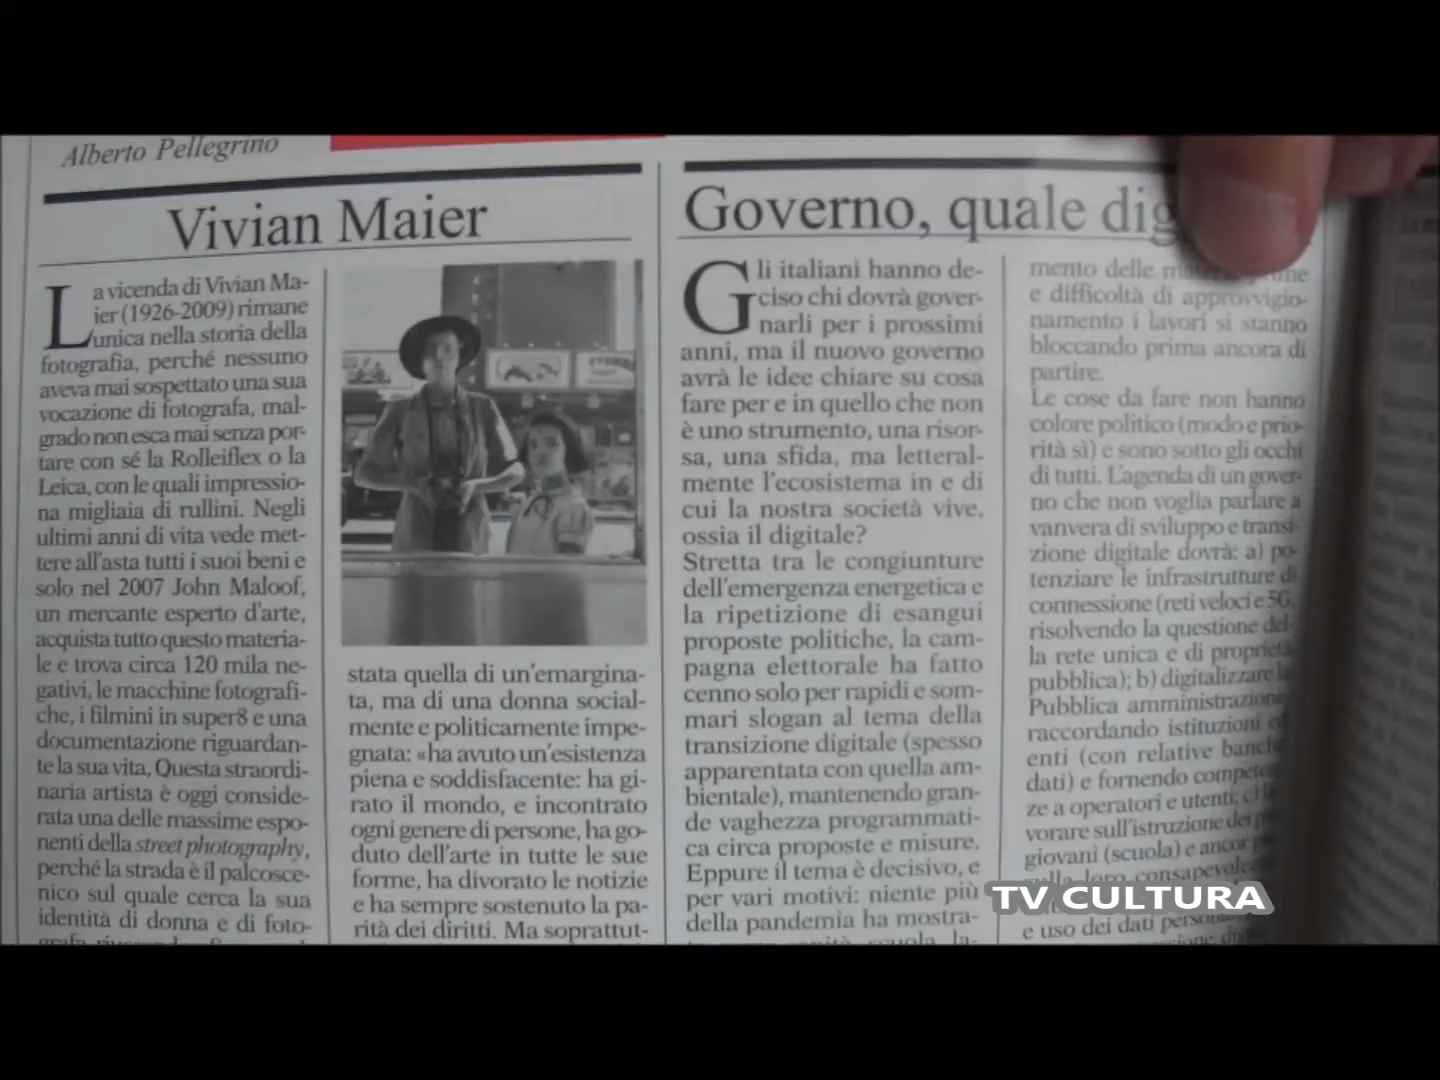 Alberto Pellegrino
Vivian Maier
La vicenda di Vivian Ma-
ier (1926-2009) rimane
unica nella storia della
fotografia, perché nessuno
aveva mai sospettato una sua
vocazione di fotografa, mal-
grado non esca mai senza por-
tare con sé la Rolleiflex o la
Leica, con le quali impressio-
na migliaia di rullini. Negli
ultimi anni di vita vede met-
tere all'asta tutti i suoi beni e
solo nel 2007 John Maloof,
un mercante esperto d'arte,
acquista tutto questo materia-
le e trova circa 120 mila ne-
gativi, le macchine fotografi-
che, i filmini in super8 e una
documentazione riguardan-
te la sua vita, Questa straordi-
naria artista è oggi conside-
rata una delle massime espo-
nenti della street photography,
perché la strada è il palcosce-
nico sul quale cerca la sua
identità di donna e di foto-
stata quella di un'emargina-
ta, ma di una donna social-
mente e politicamente impe-
gnata: «ha avuto un'esistenza
piena e soddisfacente: ha gi-
rato il mondo, e incontrato
ogni genere di persone, ha go-
duto dell'arte in tutte le sue
forme, ha divorato le notizie
e ha sempre sostenuto la pa-
rità dei diritti. Ma soprattut-
Governo, quale dig
Gli italiani hanno de-
ciso chi dovrà gover-
narli per i prossimi
anni, ma il nuovo governo
avrà le idee chiare su cosa
fare per e in quello che non
è uno strumento, una risor-
sa, una sfida, ma letteral-
mente l'ecosistema in e di
cui la nostra società vive,
ossia il digitale?
Stretta tra le congiunture
dell'emergenza energetica e
la ripetizione di esangui
proposte politiche, la cam-
pagna elettorale ha fatto
cenno solo per rapidi e som-
mari slogan al tema della
transizione digitale (spesso
apparentata con quella am-
bientale), mantenendo gran-
de vaghezza programmati-
ca circa proposte e misure.
Eppure il tema è decisivo, e
per vari motivi: niente più
della pandemia ha mostra-
mento delle materie prime
e difficoltà di approvvigio-
namento i lavori si stanno
bloccando prima ancora di
partire.
Le cose da fare non hanno
colore politico (modo e prio-
rità sì) e sono sotto gli occhi
di tutti. L'agenda di un gover-
no che non voglia parlare a
vanvera di sviluppo e transi-
zione digitale dovrà: a) po-
tenziare le infrastrutture di
connessione (reti veloci e 5G,
risolvendo la questione del-
la rete unica e di proprietà
pubblica); b) digitalizzare la
Pubblica amministrazione
raccordando istituzioni ed
enti (con relative banche
dati) e fornendo competen-
ze a operatori e utenti; c) la-
vorare sull'istruzione dei più
giovani (scuola) e ancor
sulla loro consapevole
e uso dei dati personali
TV CULTURA